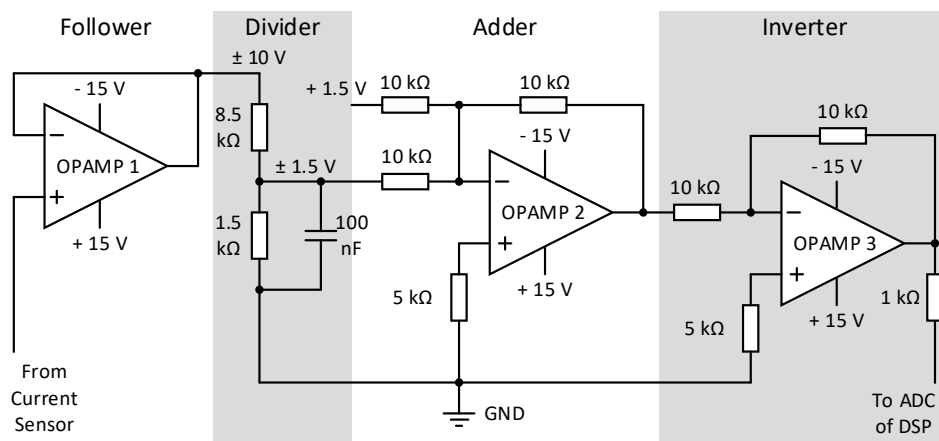 Follower
Divider
Adder
Inverter
± 10 V
- 15 V
OPAMP 1
+ 15 V
From
Current
Sensor
8.5
kΩ
± 1.5 V
1.5
kΩ
100
nF
+ 1.5 V
10 kΩ
10 kΩ
10 kΩ
- 15 V
OPAMP 2
+ 15 V
5 kΩ
GND
10 kΩ
10 kΩ
- 15 V
OPAMP 3
+ 15 V
5 kΩ
1 kΩ
To ADC
of DSP